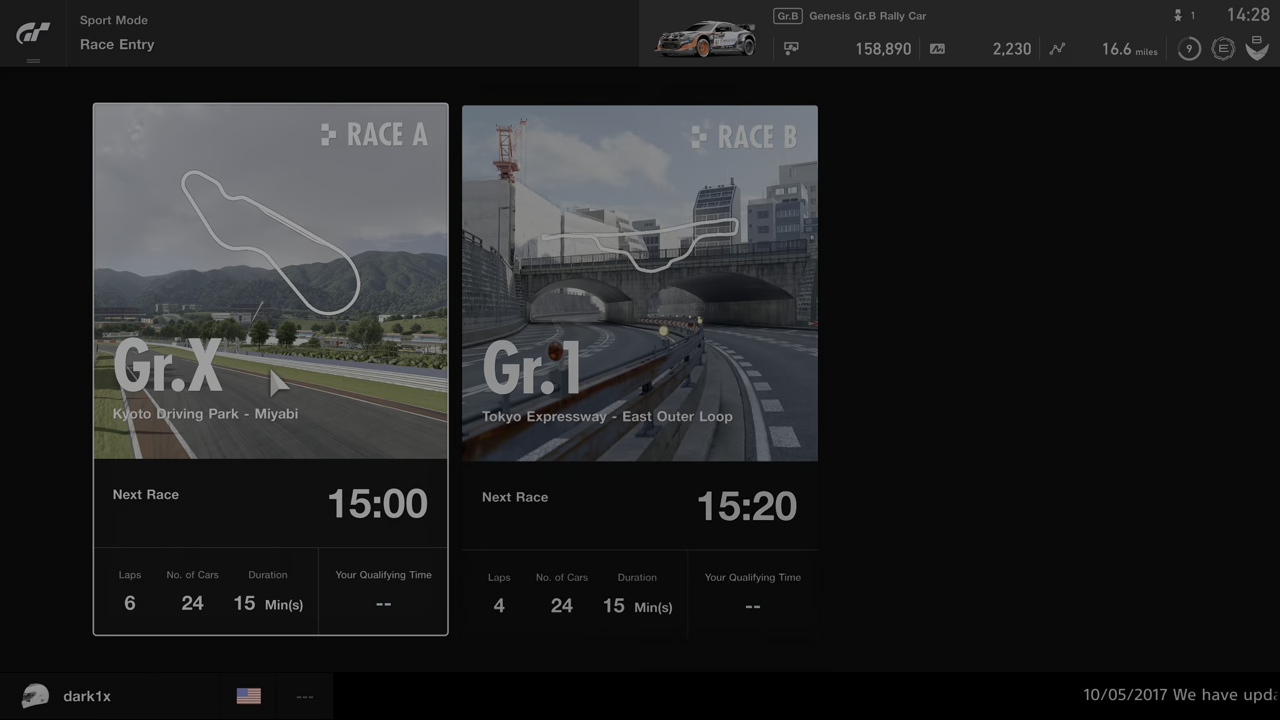 Sport Mode
Race Entry
Gr.B Genesis Gr.B Rally Car
1
14:28
158,890
2,230
16.6 miles
9
E
B
RACE A
Gr.X
Kyoto Driving Park - Miyabi
Next Race
15:00
Laps No. of Cars Duration Your Qualifying Time
6 24 15 Min(s) --
RACE B
Gr.1
Tokyo Expressway - East Outer Loop
Next Race
15:20
Laps No. of Cars Duration Your Qualifying Time
4 24 15 Min(s) --
dark1x
---
10/05/2017 We have upda